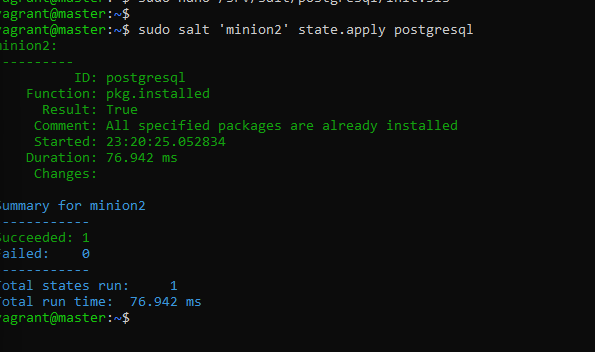 agrant@master:~$ sudo nano /srv/salt/postgresql/init.sls
agrant@master:~$
agrant@master:~$ sudo salt 'minion2' state.apply postgresql
minion2:
----------
ID: postgresql
Function: pkg.installed
Result: True
Comment: All specified packages are already installed
Started: 23:20:25.052834
Duration: 76.942 ms
Changes:
Summary for minion2
------------
Succeeded: 1
Failed: 0
------------
Total states run: 1
Total run time: 76.942 ms
vagrant@master:~$